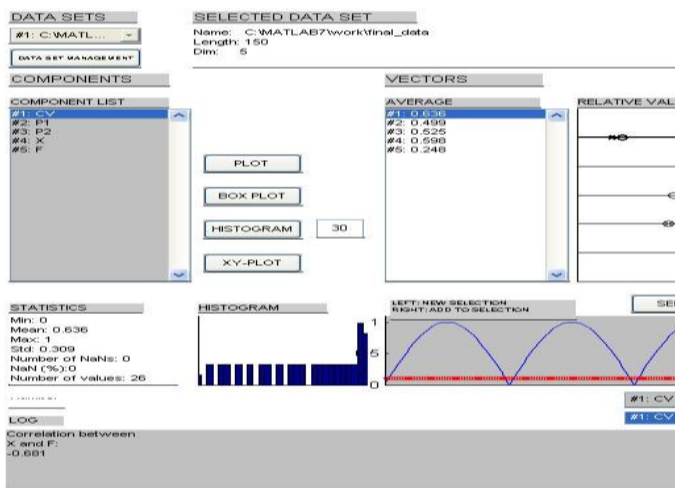 DATA SETS
#1: C:\MATL...
DATA SET MANAGEMENT
SELECTED DATA SET
Name: C:\MATLAB7\work\final_data
Length: 150
Dim: 5
COMPONENTS
COMPONENT LIST
#1: CV
#2: P1
#3: P2
#4: X
#5: F
PLOT
BOX PLOT
HISTOGRAM
30
XY-PLOT
VECTORS
AVERAGE
#1: 0.636
#2: 0.499
#3: 0.525
#4: 0.598
#5: 0.248
RELATIVE VAL
STATISTICS
Min: 0
Mean: 0.636
Max: 1
Std: 0.309
Number of NaNs: 0
NaN (%):0
Number of values: 26
HISTOGRAM
LEFT: NEW SELECTION
RIGHT: ADD TO SELECTION
SE
1
5
0
#1: CV
#1: CV
LOG
Correlation between
X and F:
-0.681